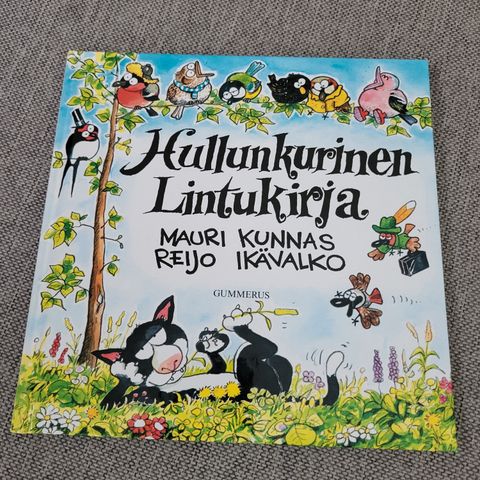 Hullunkurinen
Lintukirja
MAURI KUNNAS
REIJO IKÄVALKO
GUMMERUS